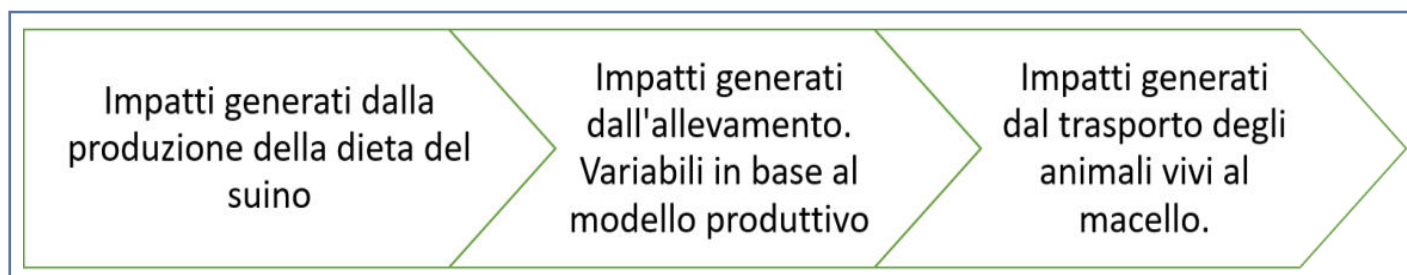 Impatti generati dalla
produzione della dieta del
suino
Impatti generati
dall'allevamento.
Variabili in base al
modello produttivo
Impatti generati
dal trasporto degli
animali vivi al
macello.